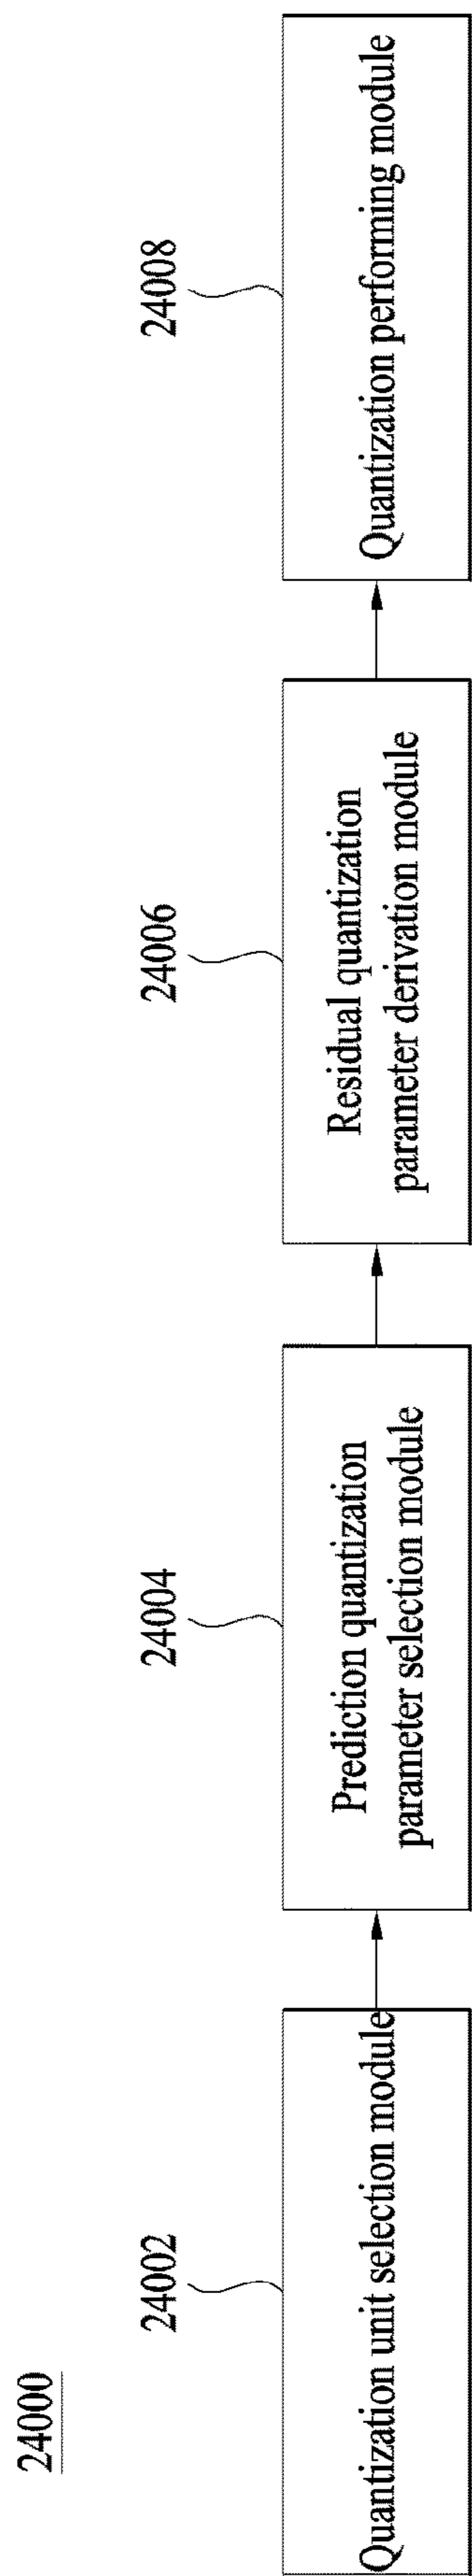 24000
24002
Quantization unit selection module
24004
Prediction quantization
parameter selection module
24006
Residual quantization
parameter derivation module
24008
Quantization performing module